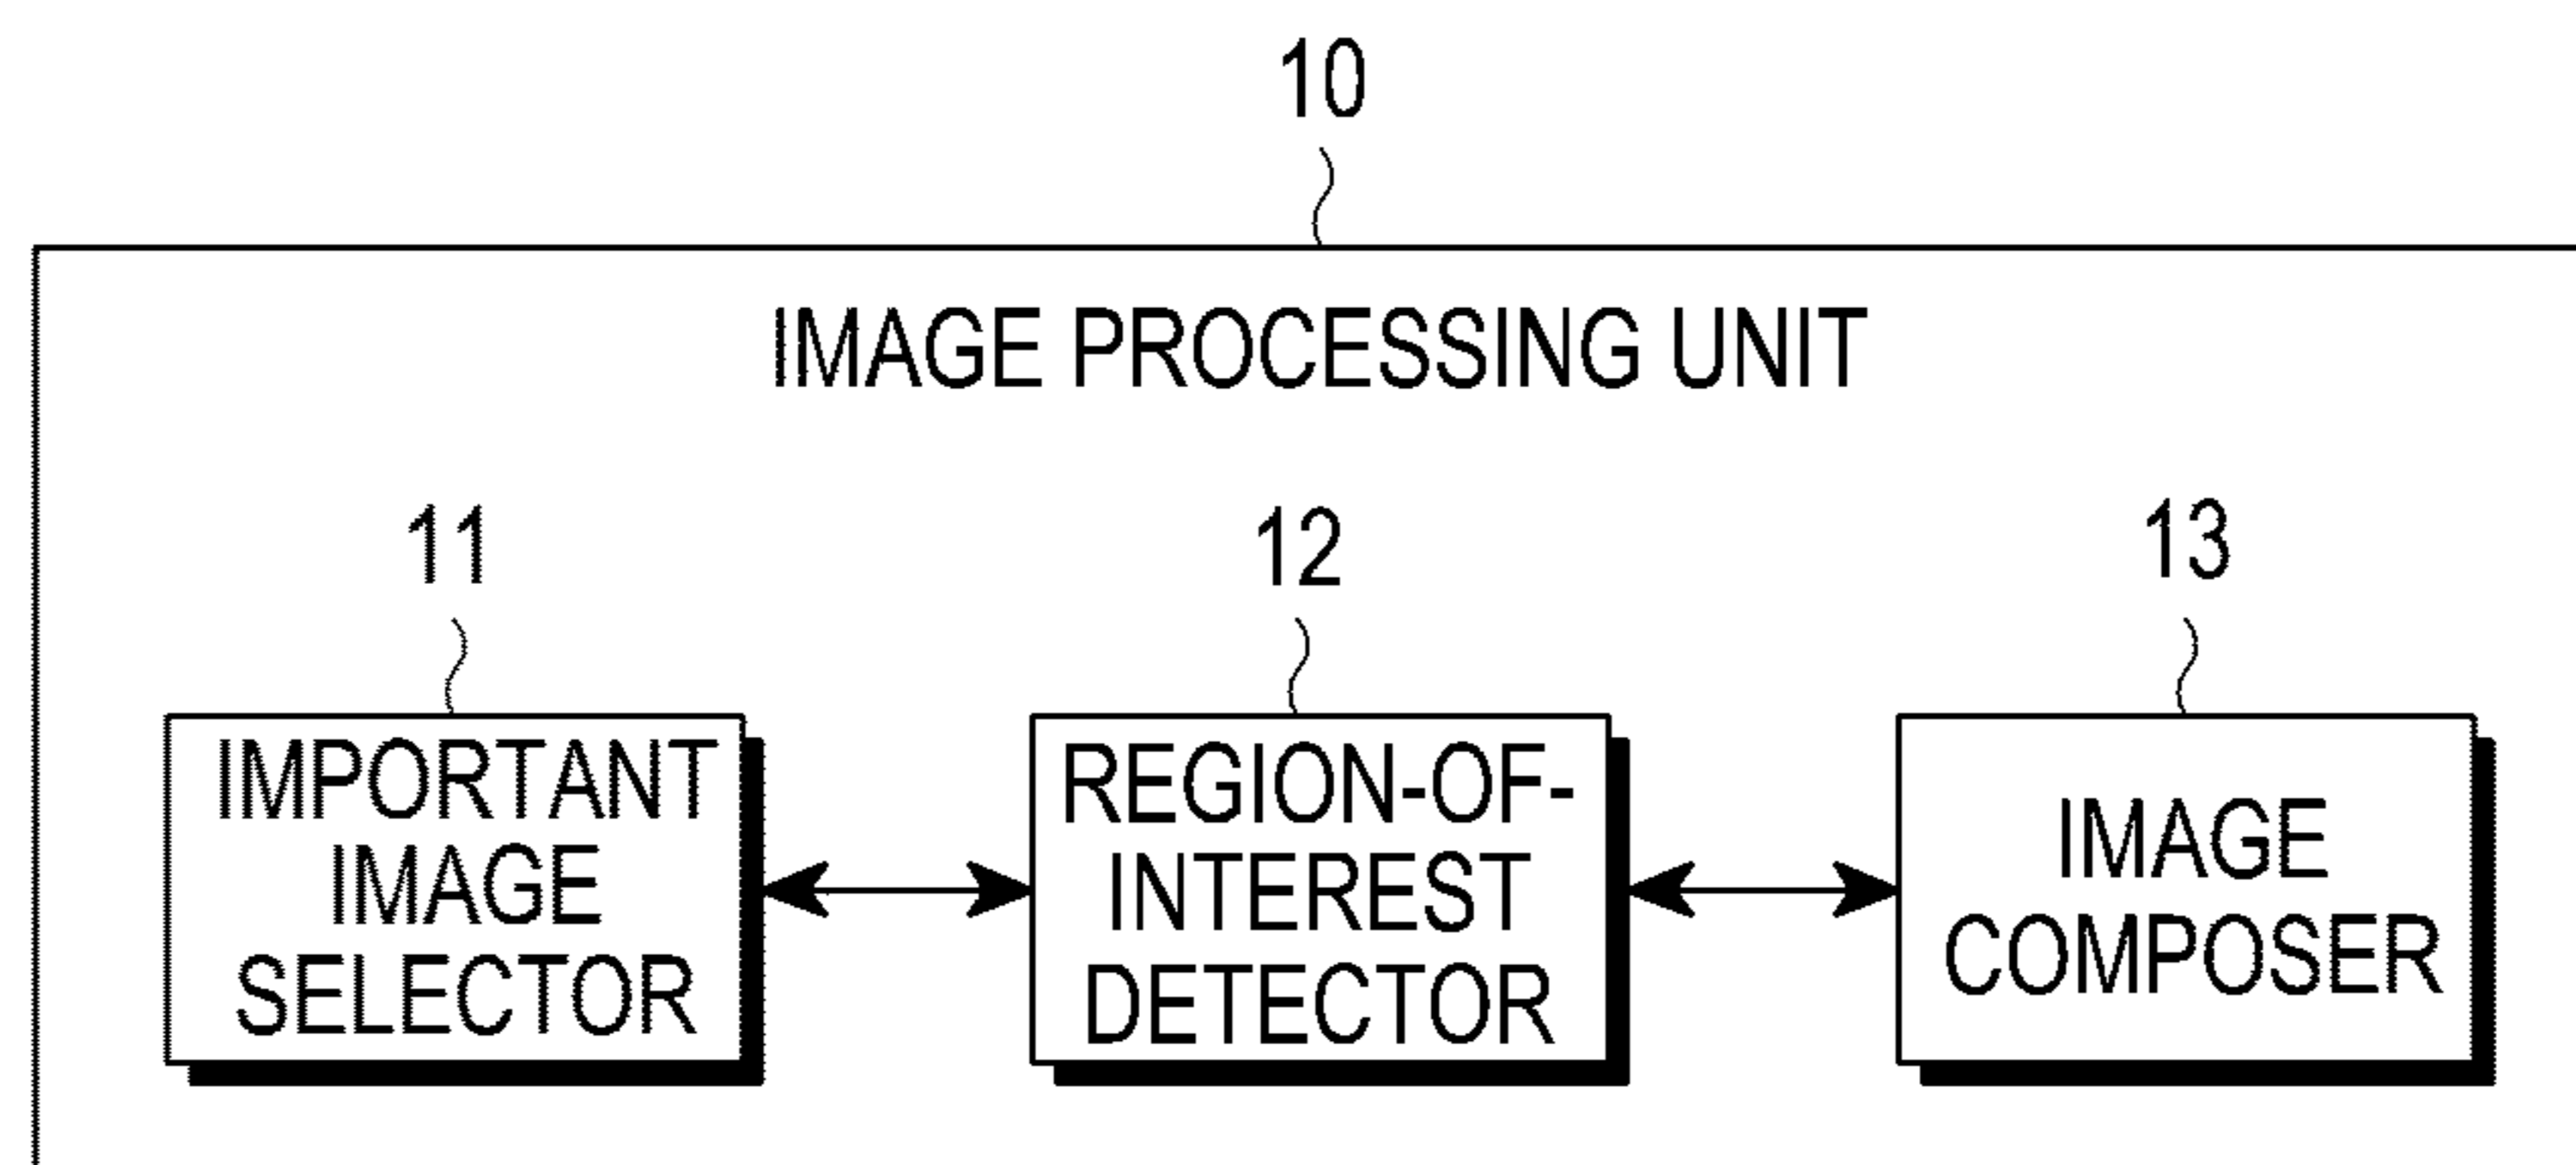 10
IMAGE PROCESSING UNIT
11
12
13
IMPORTANT
IMAGE
SELECTOR
REGION-OF-
INTEREST
DETECTOR
IMAGE
COMPOSER